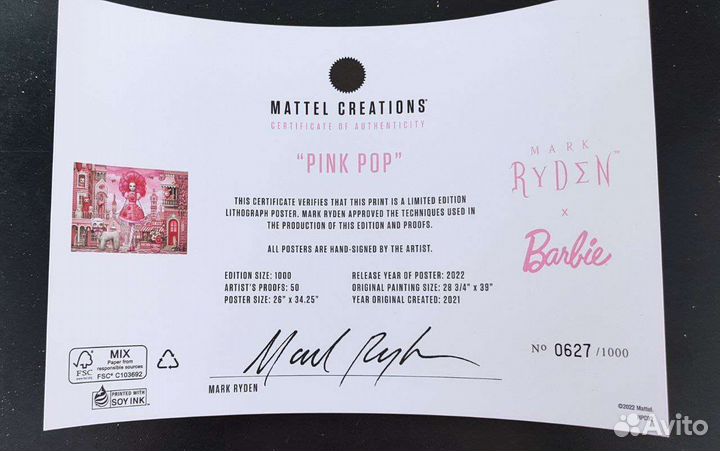 MATTEL CREATIONS
CERTIFICATE OF AUTHENTICITY
"PINK POP"
THIS CERTIFICATE VERIFIES THAT THIS PRINT IS A LIMITED EDITION
LITHOGRAPH POSTER. MARK RYDEN APPROVED THE TECHNIQUES USED IN
THE PRODUCTION OF THIS EDITION AND PROOFS.
ALL POSTERS ARE HAND-SIGNED BY THE ARTIST.
EDITION SIZE: 1000
ARTIST'S PROOFS: 50
POSTER SIZE: 26" x 34.25"
RELEASE YEAR OF POSTER: 2022
ORIGINAL PAINTING SIZE: 28 3/4" x 39"
YEAR ORIGINAL CREATED: 2021
MARK
RYDEN™
x
Barbie
Mark Ryden
MARK RYDEN
Nº 0627 /1000
FSC
MIX
Paper from
responsible sources
FSC® C103692
PRINTED WITH
SOY INK™
©2022 Mattel.
Avito